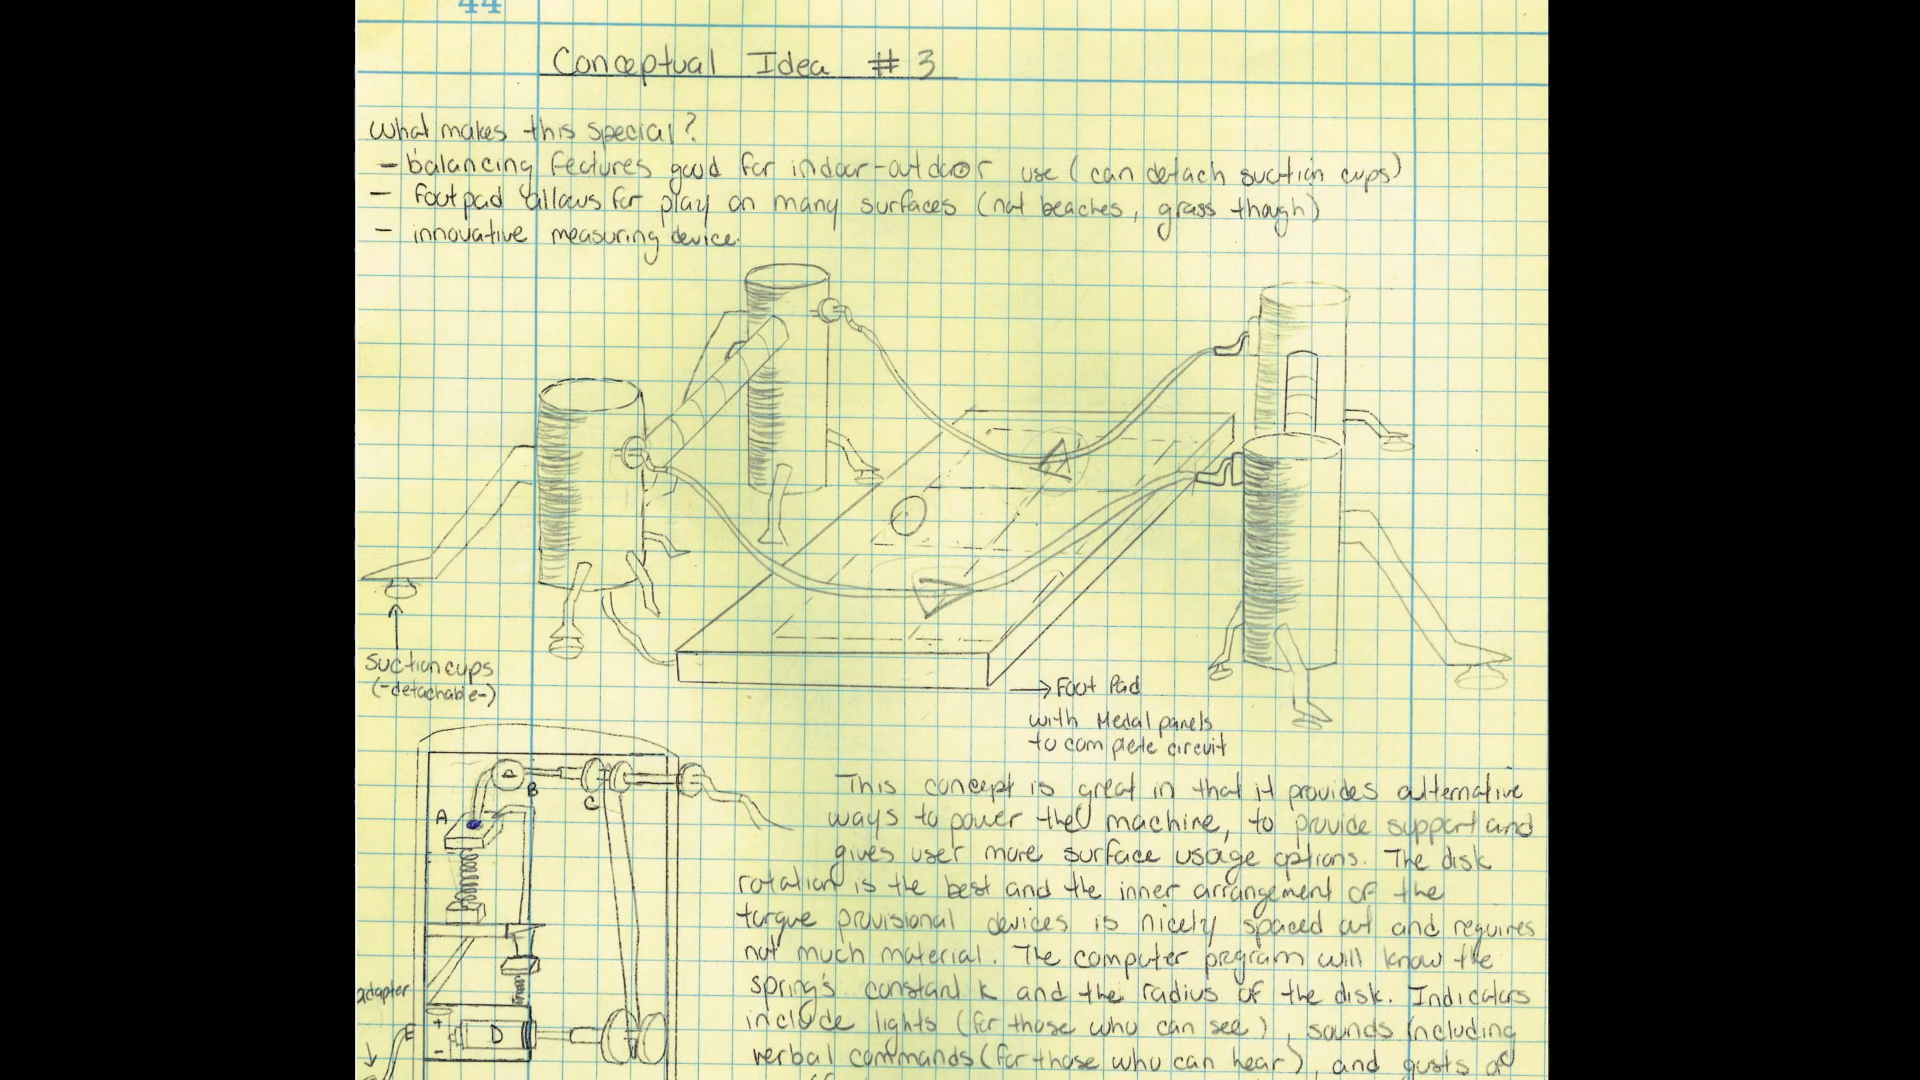 44
Conceptual Idea #3
What makes this special?
- balancing features good for indoor-outdoor use (can detach suction cups)
- footpad allows for play on many surfaces (not beaches, grass though)
- innovative measuring device.
suction cups
(-detachable-)
→ Foot Pad
with Medal panels
to complete circuit
A
B
C
D
E
+
-
adapter
This concept is great in that it provides alternative
ways to power the machine, to provide support and
gives user more surface usage options. The disk
rotation is the best and the inner arrangement of the
torque provisional devices is nicely spaced out and requires
not much material. The computer program will know the
spring's constant k and the radius of the disk. Indicators
include lights (for those who can see), sounds including
verbal commands (for those who can hear), and gusts of